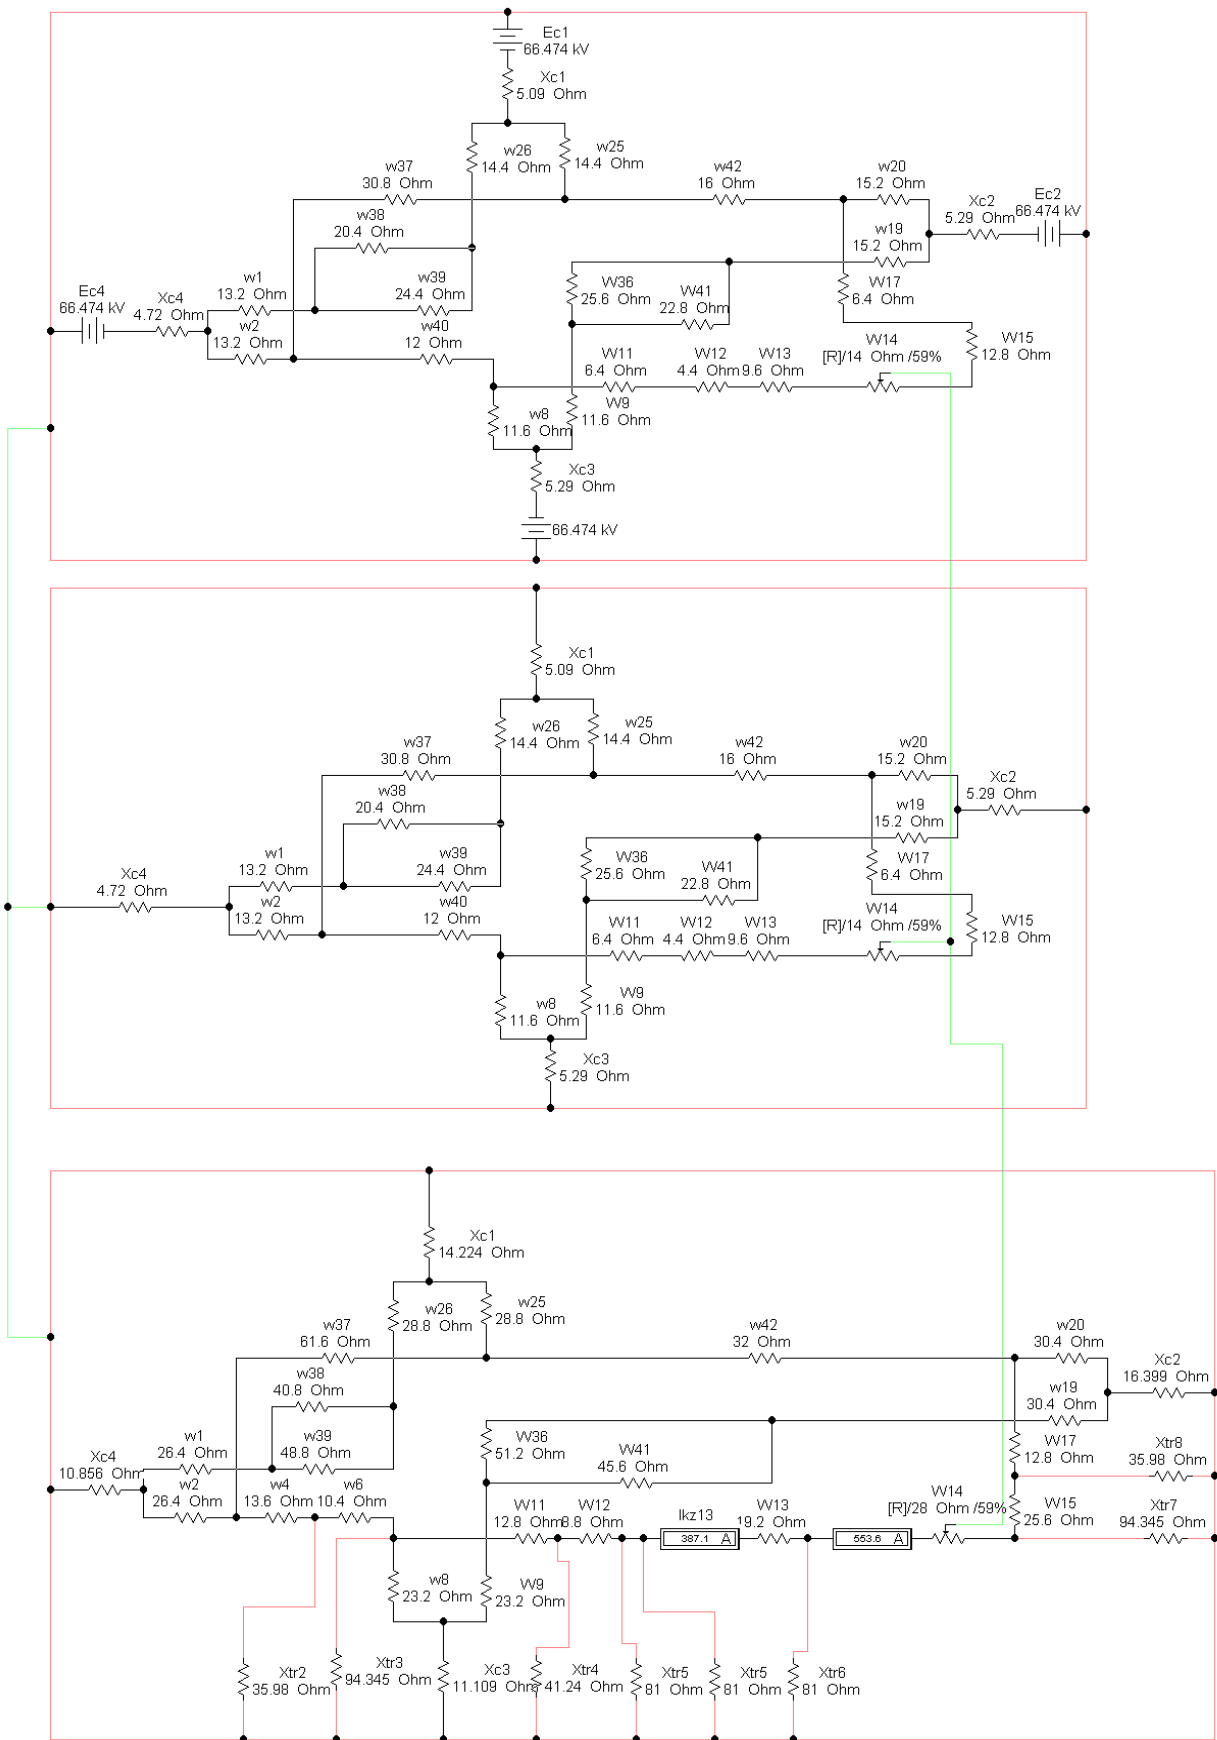 Ec1
66.474 kV
Xc1
5.09 Ohm
w26
14.4 Ohm
w25
14.4 Ohm
w37
30.8 Ohm
w42
16 Ohm
w20
15.2 Ohm
Xc2
5.29 Ohm
Ec2
66.474 kV
w38
20.4 Ohm
w19
15.2 Ohm
w1
13.2 Ohm
w39
24.4 Ohm
W36
25.6 Ohm
W41
22.8 Ohm
W17
6.4 Ohm
Ec4
66.474 kV
Xc4
4.72 Ohm
w2
13.2 Ohm
w40
12 Ohm
W11
6.4 Ohm
W12
4.4 Ohm
W13
9.6 Ohm
W14
[R]/14 Ohm /59%
W15
12.8 Ohm
w8
11.6 Ohm
W9
11.6 Ohm
Xc3
5.29 Ohm
66.474 kV
Xc1
5.09 Ohm
w26
14.4 Ohm
w25
14.4 Ohm
w37
30.8 Ohm
w42
16 Ohm
w20
15.2 Ohm
Xc2
5.29 Ohm
w38
20.4 Ohm
w19
15.2 Ohm
w1
13.2 Ohm
w39
24.4 Ohm
W36
25.6 Ohm
W41
22.8 Ohm
W17
6.4 Ohm
Xc4
4.72 Ohm
w2
13.2 Ohm
w40
12 Ohm
W11
6.4 Ohm
W12
4.4 Ohm
W13
9.6 Ohm
W14
[R]/14 Ohm /59%
W15
12.8 Ohm
w8
11.6 Ohm
W9
11.6 Ohm
Xc3
5.29 Ohm
Xc1
14.224 Ohm
w26
28.8 Ohm
w25
28.8 Ohm
w37
61.6 Ohm
w42
32 Ohm
w20
30.4 Ohm
Xc2
16.399 Ohm
w38
40.8 Ohm
w19
30.4 Ohm
w1
26.4 Ohm
w39
48.8 Ohm
W36
51.2 Ohm
W41
45.6 Ohm
W17
12.8 Ohm
Xtr8
35.98 Ohm
Xc4
10.856 Ohm
w2
26.4 Ohm
w4
13.6 Ohm
w6
10.4 Ohm
W11
12.8 Ohm
W12
8.8 Ohm
Ikz13
387.1 A
W13
19.2 Ohm
553.6 A
W14
[R]/28 Ohm /59%
W15
25.6 Ohm
Xtr7
94.345 Ohm
w8
23.2 Ohm
W9
23.2 Ohm
Xtr2
35.98 Ohm
Xtr3
94.345 Ohm
Xc3
11.109 Ohm
Xtr4
41.24 Ohm
Xtr5
81 Ohm
Xtr5
81 Ohm
Xtr6
81 Ohm